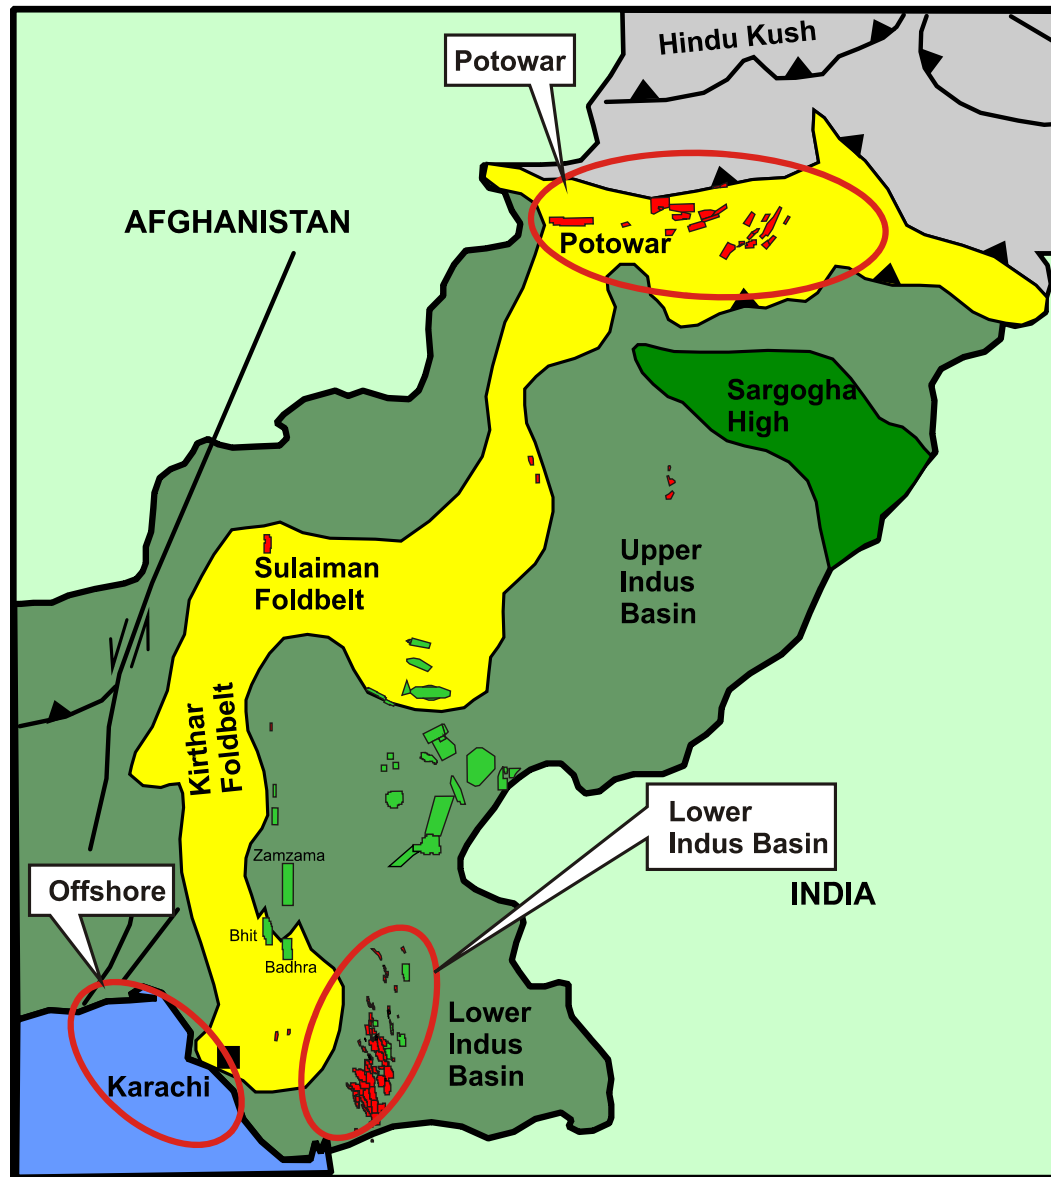 Hindu Kush
Potowar
AFGHANISTAN
Potowar
Sargogha
High
Upper
Indus
Basin
Sulaiman
Foldbelt
Kirthar
Foldbelt
Lower
Indus Basin
Zamzama
Offshore
INDIA
Bhit
Badhra
Lower
Indus
Basin
Karachi